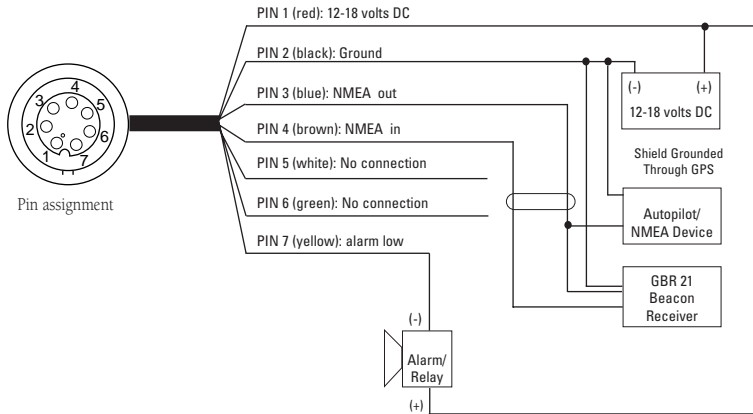 PIN 1 (red): 12-18 volts DC
PIN 2 (black): Ground
PIN 3 (blue): NMEA out
PIN 4 (brown): NMEA in
PIN 5 (white): No connection
PIN 6 (green): No connection
PIN 7 (yellow): alarm low
4
3
5
2
6
1
7
Pin assignment
(-)
(+)
12-18 volts DC
Shield Grounded
Through GPS
Autopilot/
NMEA Device
GBR 21
Beacon
Receiver
(-)
Alarm/
Relay
(+)